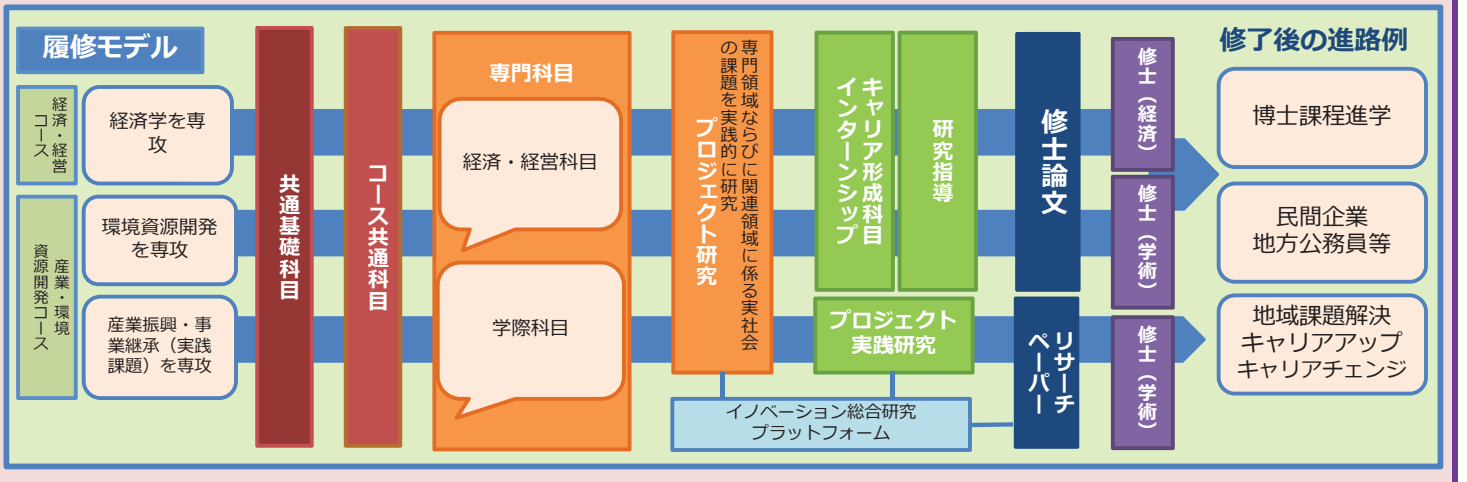 履修モデル
経済・経営
コース
経済学を専
攻
産業・環境
資源開発コース
環境資源開発
を専攻
産業振興・事
業継承（実践
課題）を専攻
共通基礎科目
コース共通科目
専門科目
経済・経営科目
学際科目
専門領域ならびに関連領域に係る実社会
の課題を実践的に研究
プロジェクト研究
キャリア形成科目
インターンシップ
研究指導
プロジェクト
実践研究
イノベーション総合研究
プラットフォーム
修士論文
リサーチ
ペーパー
修士（経済）
修士（学術）
修士（学術）
修了後の進路例
博士課程進学
民間企業
地方公務員等
地域課題解決
キャリアアップ
キャリアチェンジ